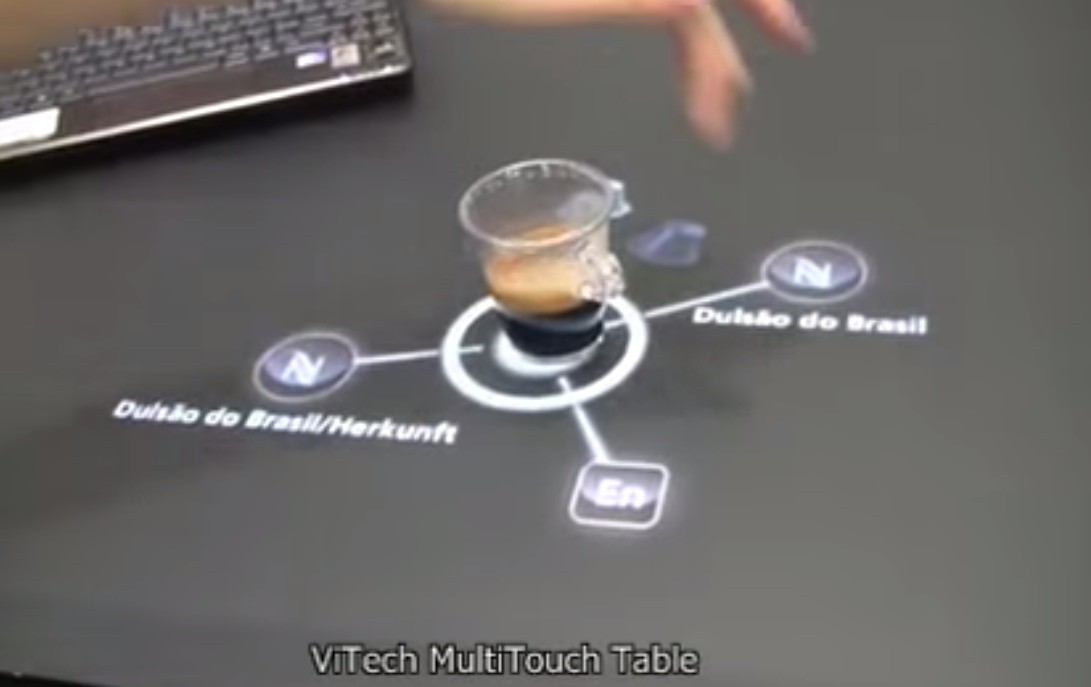 N
Dulsão do Brasil
N
Dulsão do Brasil/Herkunft
En
ViTech MultiTouch Table